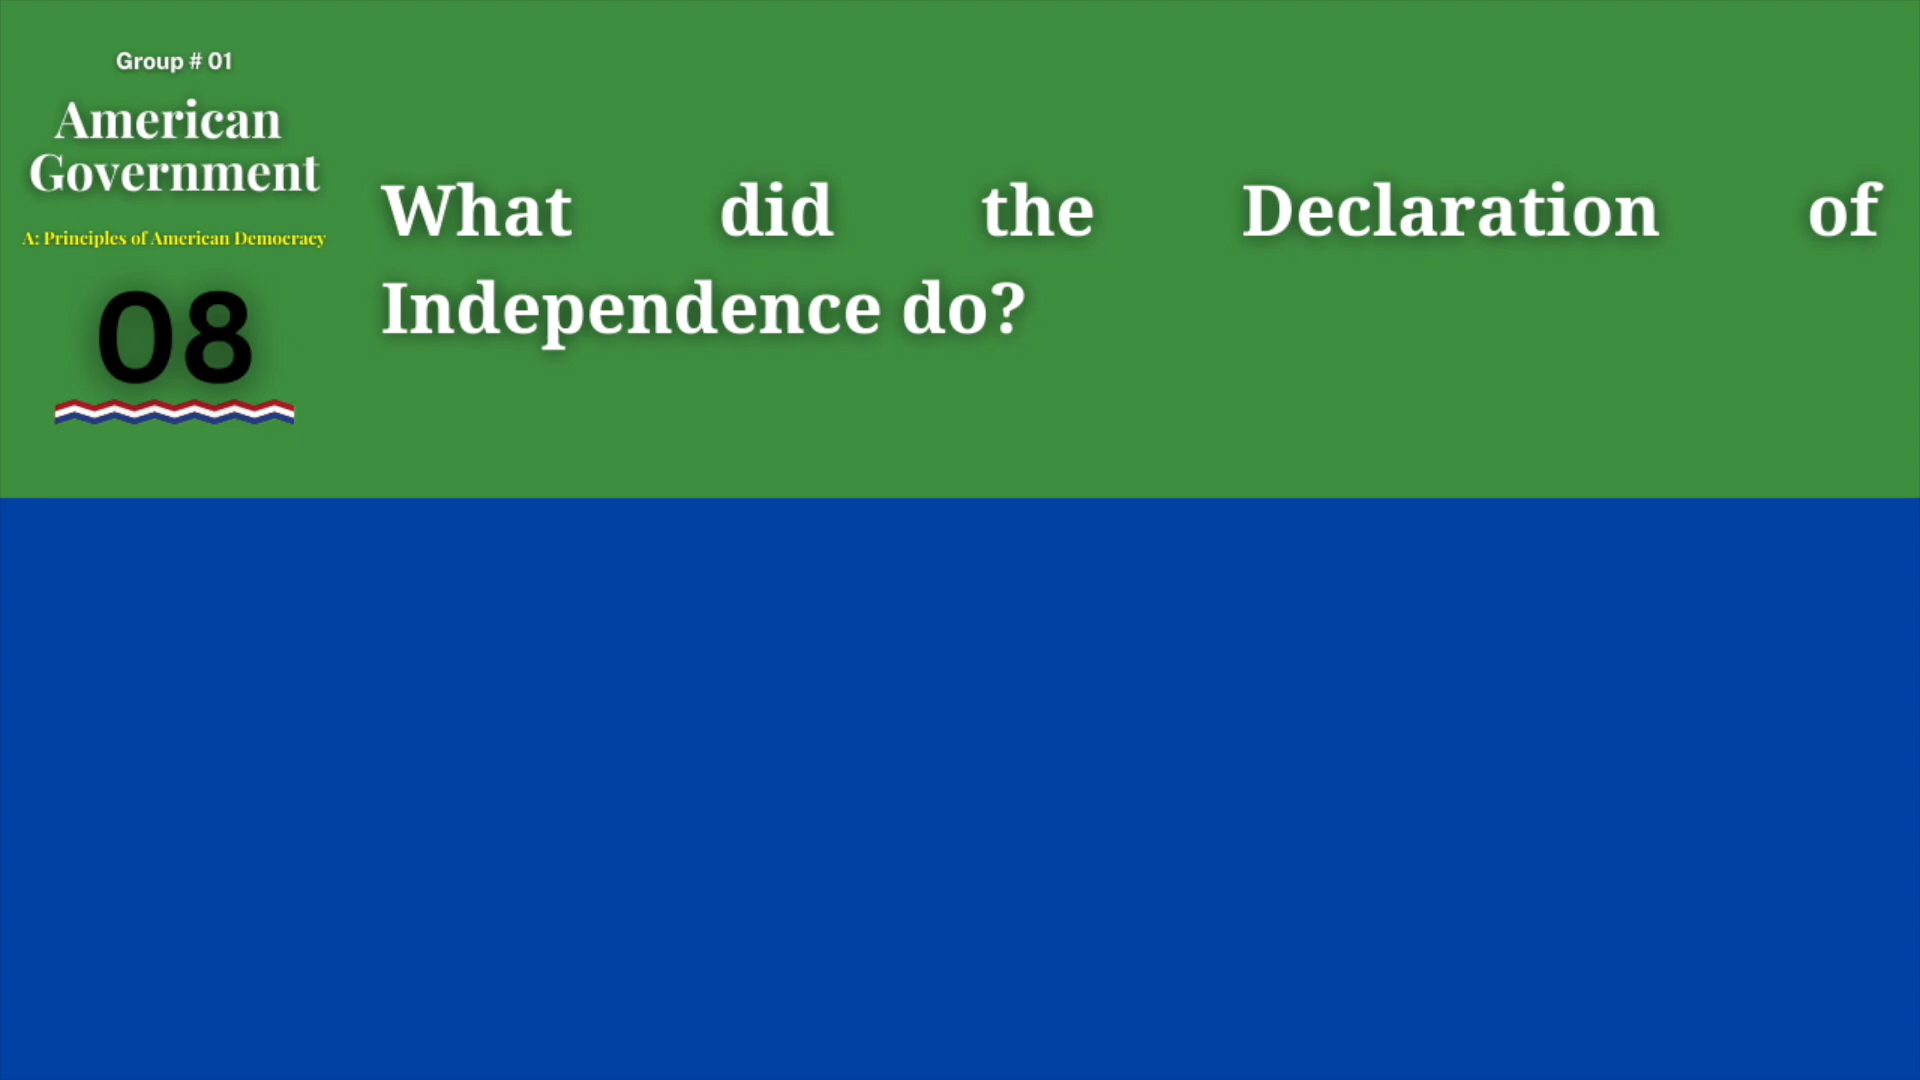 Group # 01
American
Government
A: Principles of American Democracy
08
What did the Declaration of
Independence do?